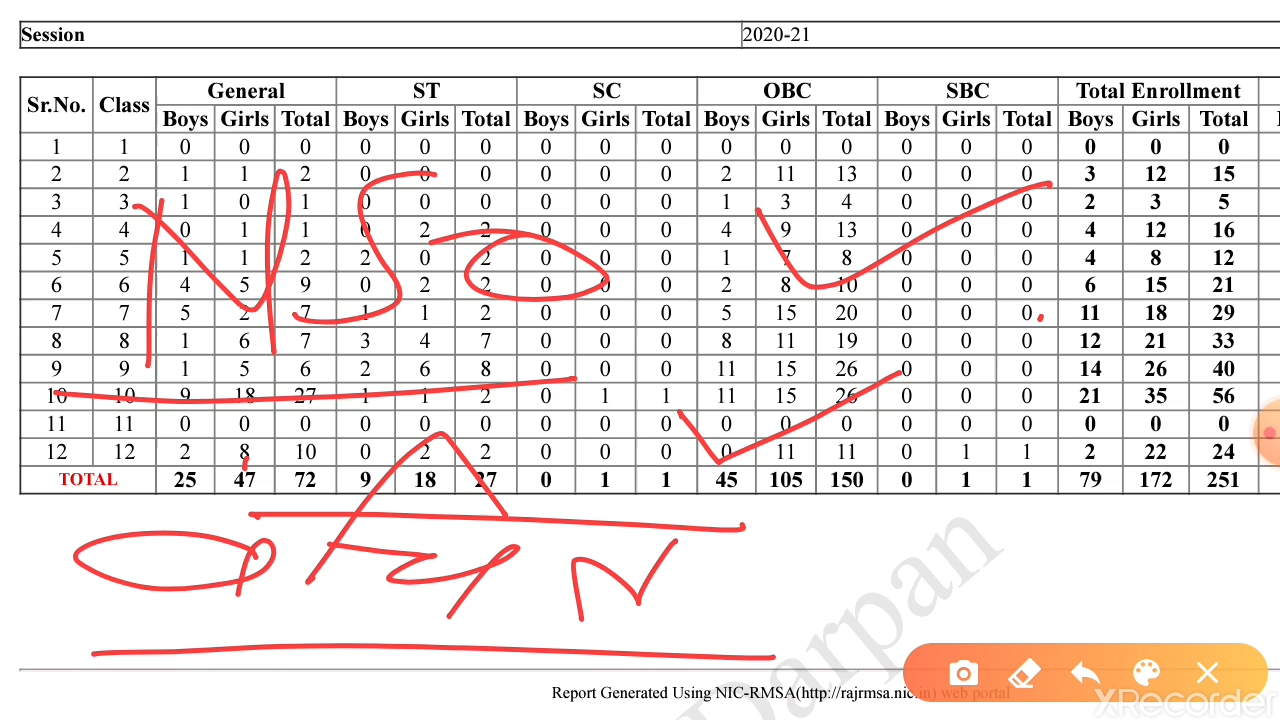 Session 2020-21
Sr.No. Class General ST SC OBC SBC Total Enrollment
Boys Girls Total Boys Girls Total Boys Girls Total Boys Girls Total Boys Girls Total Boys Girls Total
1 1 0 0 0 0 0 0 0 0 0 0 0 0 0 0 0 0 0 0
2 2 1 1 2 0 0 0 0 0 0 2 11 13 0 0 0 3 12 15
3 3 1 0 1 0 0 0 0 0 0 1 3 4 0 0 0 2 3 5
4 4 0 1 1 0 2 2 0 0 0 4 9 13 0 0 0 4 12 16
5 5 1 1 2 2 0 2 0 0 0 1 7 8 0 0 0 4 8 12
6 6 4 5 9 0 2 2 0 0 0 2 8 10 0 0 0 6 15 21
7 7 5 2 7 1 1 2 0 0 0 5 15 20 0 0 0 11 18 29
8 8 1 6 7 3 4 7 0 0 0 8 11 19 0 0 0 12 21 33
9 9 1 5 6 2 6 8 0 0 0 11 15 26 0 0 0 14 26 40
10 10 9 18 27 1 1 2 0 1 1 11 15 26 0 0 0 21 35 56
11 11 0 0 0 0 0 0 0 0 0 0 0 0 0 0 0 0 0 0
12 12 2 8 10 0 2 2 0 0 0 0 11 11 0 1 1 2 22 24
TOTAL 25 47 72 9 18 27 0 1 1 45 105 150 0 1 1 79 172 251
Darpan
Report Generated Using NIC-RMSA(http://rajrmsa.nic.in) web portal
XRecorder